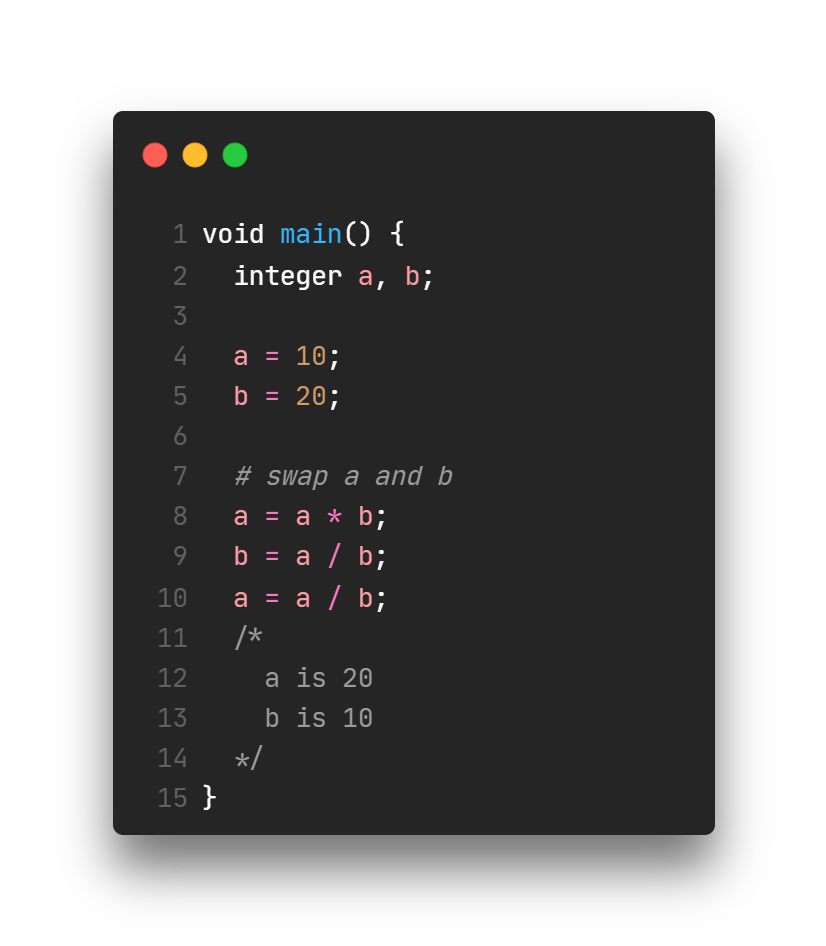 1 void main() {
2   integer a, b;
3
4   a = 10;
5   b = 20;
6
7   # swap a and b
8   a = a * b;
9   b = a / b;
10   a = a / b;
11   /*
12     a is 20
13     b is 10
14   */
15 }